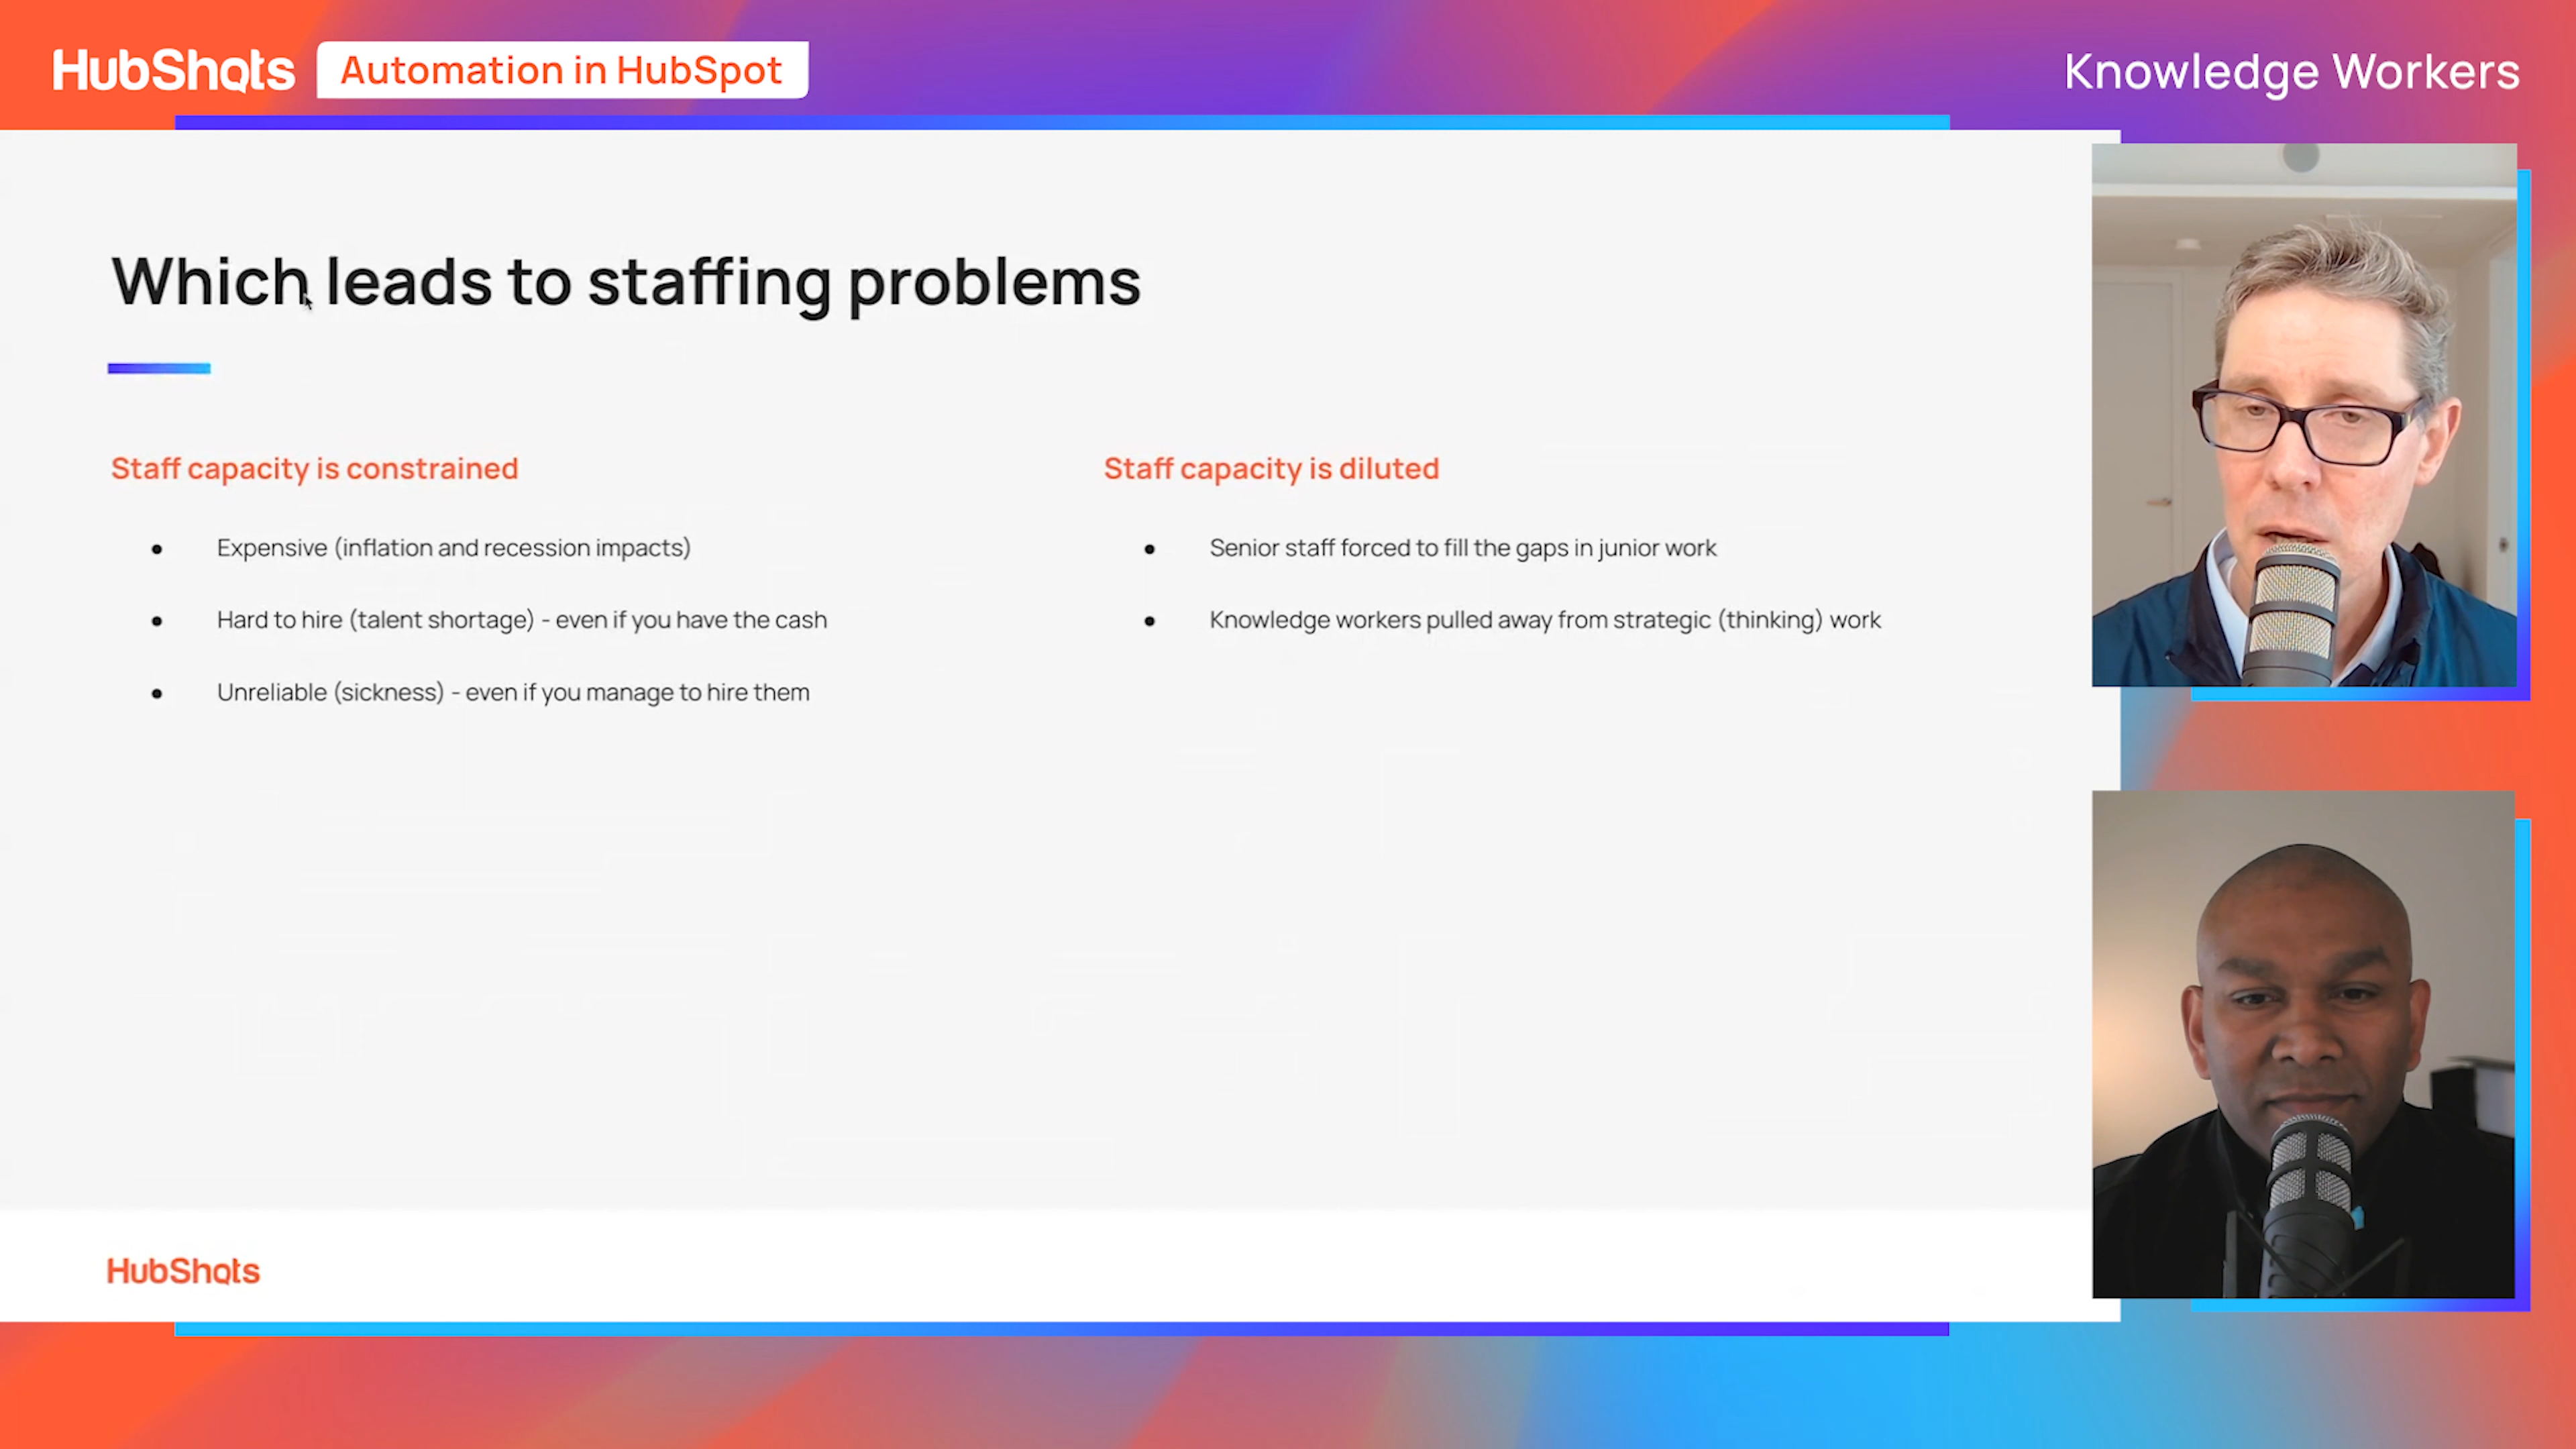 HubShots
Automation in HubSpot
Knowledge Workers
Which leads to staffing problems
Staff capacity is constrained
● Expensive (inflation and recession impacts)
● Hard to hire (talent shortage) - even if you have the cash
● Unreliable (sickness) - even if you manage to hire them
Staff capacity is diluted
● Senior staff forced to fill the gaps in junior work
● Knowledge workers pulled away from strategic (thinking) work
HubShots